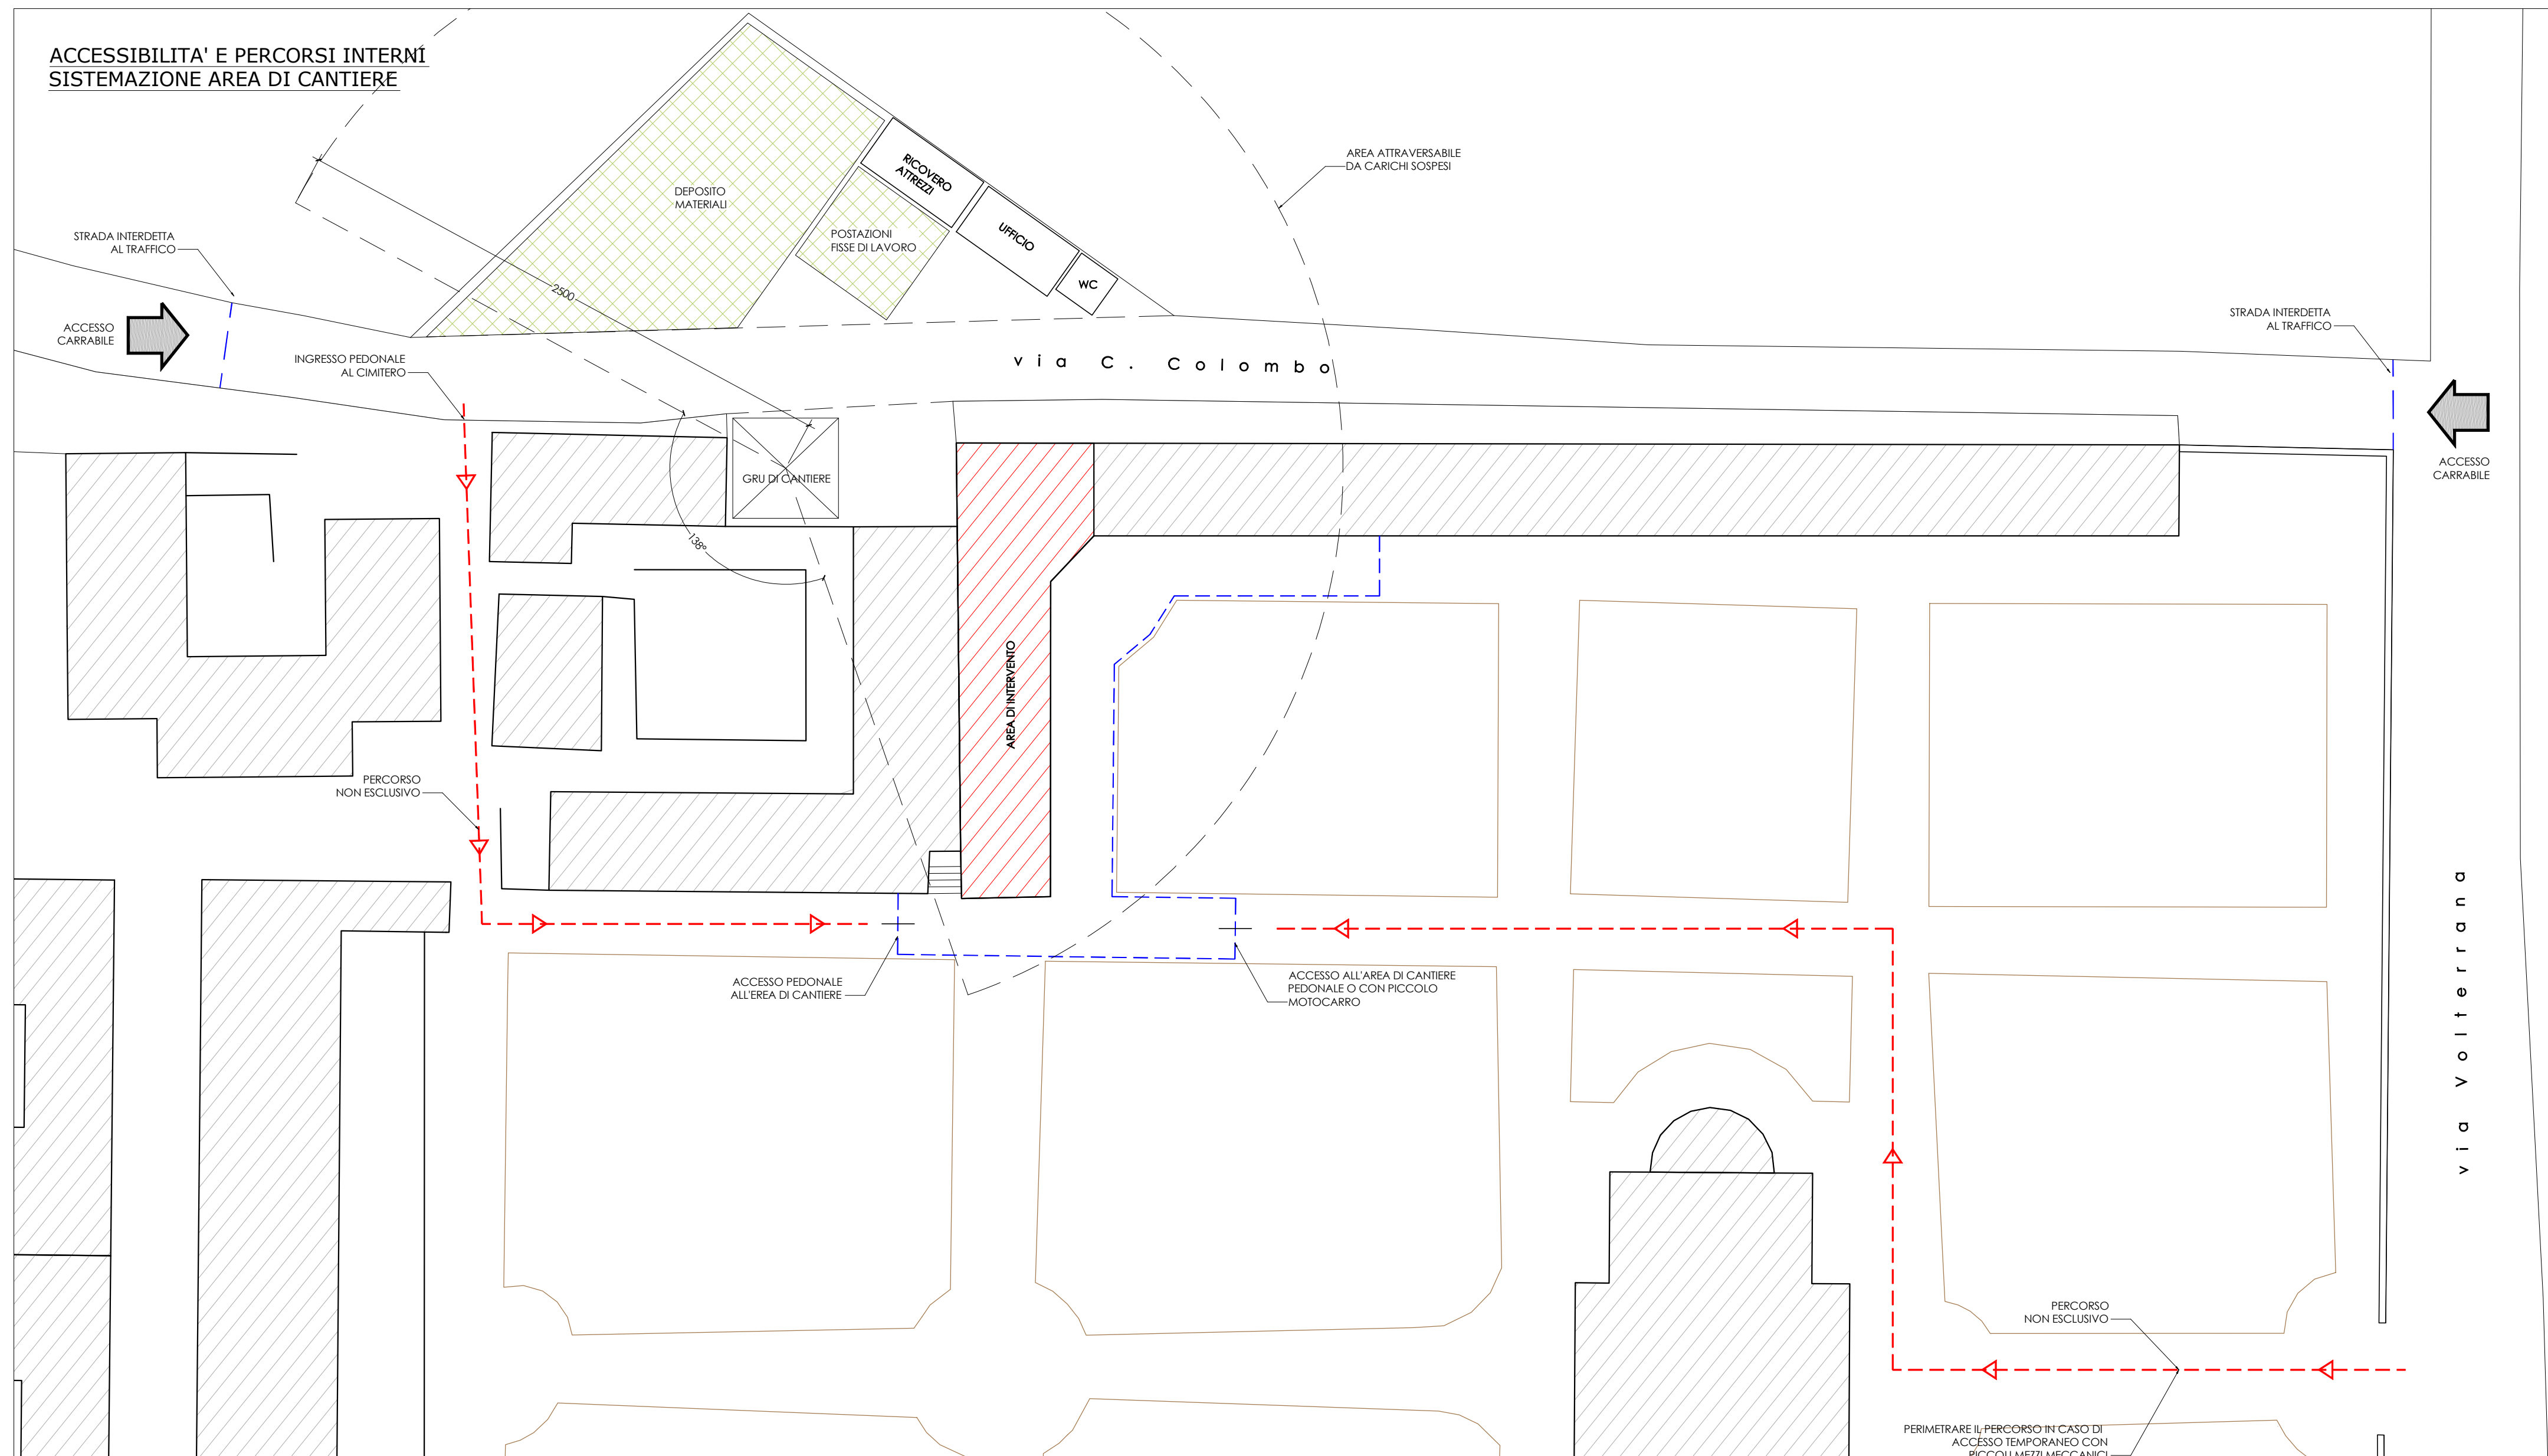 ACCESSIBILITA' E PERCORSI INTERNI
SISTEMAZIONE AREA DI CANTIERE
AREA ATTRAVERSABILE
DA CARICHI SOSPESI
RICOVERO
ATTREZZI
DEPOSITO
MATERIALI
POSTAZIONI
FISSE DI LAVORO
UFFICIO
WC
STRADA INTERDETTA
AL TRAFFICO
2500
ACCESSO
CARRABILE
STRADA INTERDETTA
AL TRAFFICO
INGRESSO PEDONALE
AL CIMITERO
via C. Colombo
ACCESSO
CARRABILE
GRU DI CANTIERE
138°
AREA DI INTERVENTO
PERCORSO
NON ESCLUSIVO
via Volterrana
ACCESSO PEDONALE
ALL'EREA DI CANTIERE
ACCESSO ALL'AREA DI CANTIERE
PEDONALE O CON PICCOLO
MOTOCARRO
PERCORSO
NON ESCLUSIVO
PERIMETRARE IL PERCORSO IN CASO DI
ACCESSO TEMPORANEO CON
PICCOLI MEZZI MECCANICI